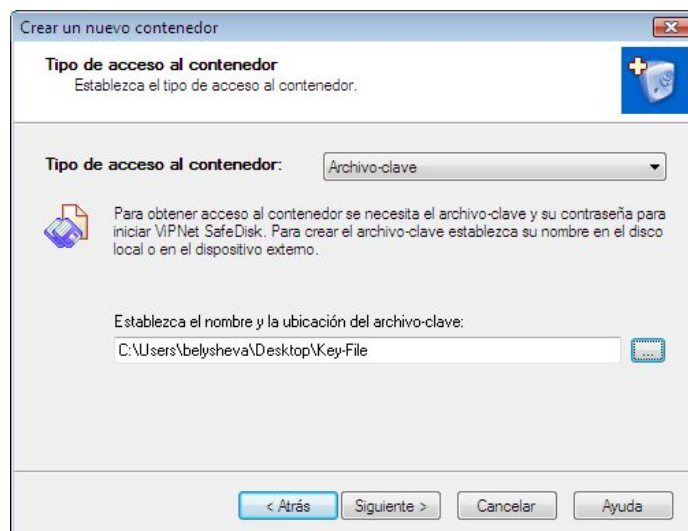 Crear un nuevo contenedor
Tipo de acceso al contenedor
Establezca el tipo de acceso al contenedor.
Tipo de acceso al contenedor:
Archivo-clave
Para obtener acceso al contenedor se necesita el archivo-clave y su contraseña para
iniciar ViPNet SafeDisk. Para crear el archivo-clave establezca su nombre en el disco
local o en el dispositivo externo.
Establezca el nombre y la ubicación del archivo-clave:
C:\Users\belysheva\Desktop\Key-File
...
< Atrás
Siguiente >
Cancelar
Ayuda